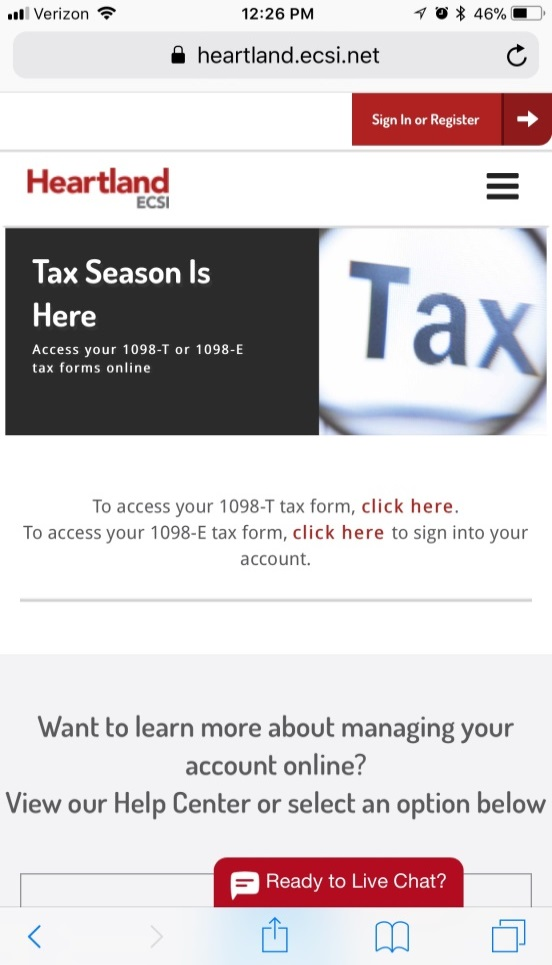 Verizon 12:26 PM 46%
heartland.ecsi.net
Sign In or Register
Heartland
ECSI
Tax Season Is
Here
Access your 1098-T or 1098-E
tax forms online
Tax
To access your 1098-T tax form, click here.
To access your 1098-E tax form, click here to sign into your
account.
Want to learn more about managing your
account online?
View our Help Center or select an option below
Ready to Live Chat?